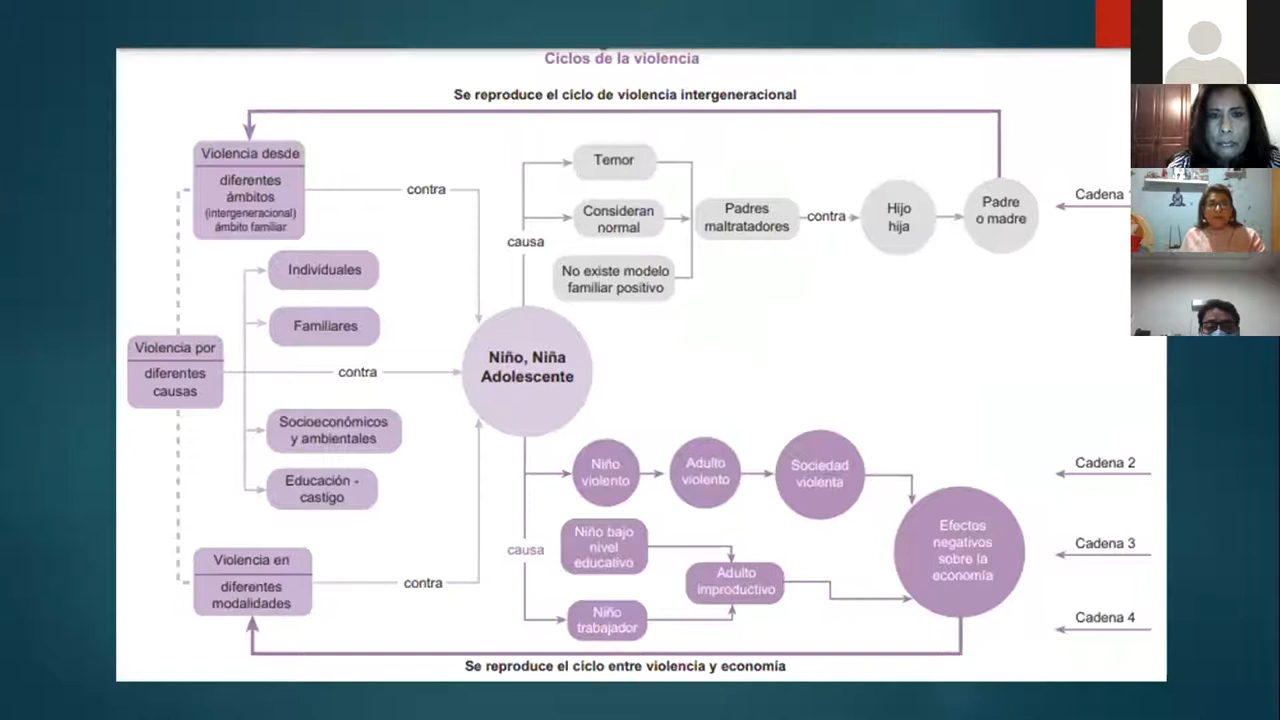 Ciclos de la violencia
Se reproduce el ciclo de violencia intergeneracional
Violencia desde
diferentes
ámbitos
(intergeneracional)
ámbito familiar
contra
Individuales
Familiares
Violencia por
diferentes
causas
contra
Socioeconómicos
y ambientales
Educación -
castigo
Violencia en
diferentes
modalidades
contra
Niño, Niña
Adolescente
causa
Temor
Consideran
normal
No existe modelo
familiar positivo
Padres
maltratadores
contra
Hijo
hija
Padre
o madre
Cadena
causa
Niño
violento
Adulto
violento
Sociedad
violenta
Niño bajo
nivel
educativo
Niño
trabajador
Adulto
improductivo
Efectos
negativos
sobre la
economía
Cadena 2
Cadena 3
Cadena 4
Se reproduce el ciclo entre violencia y economía